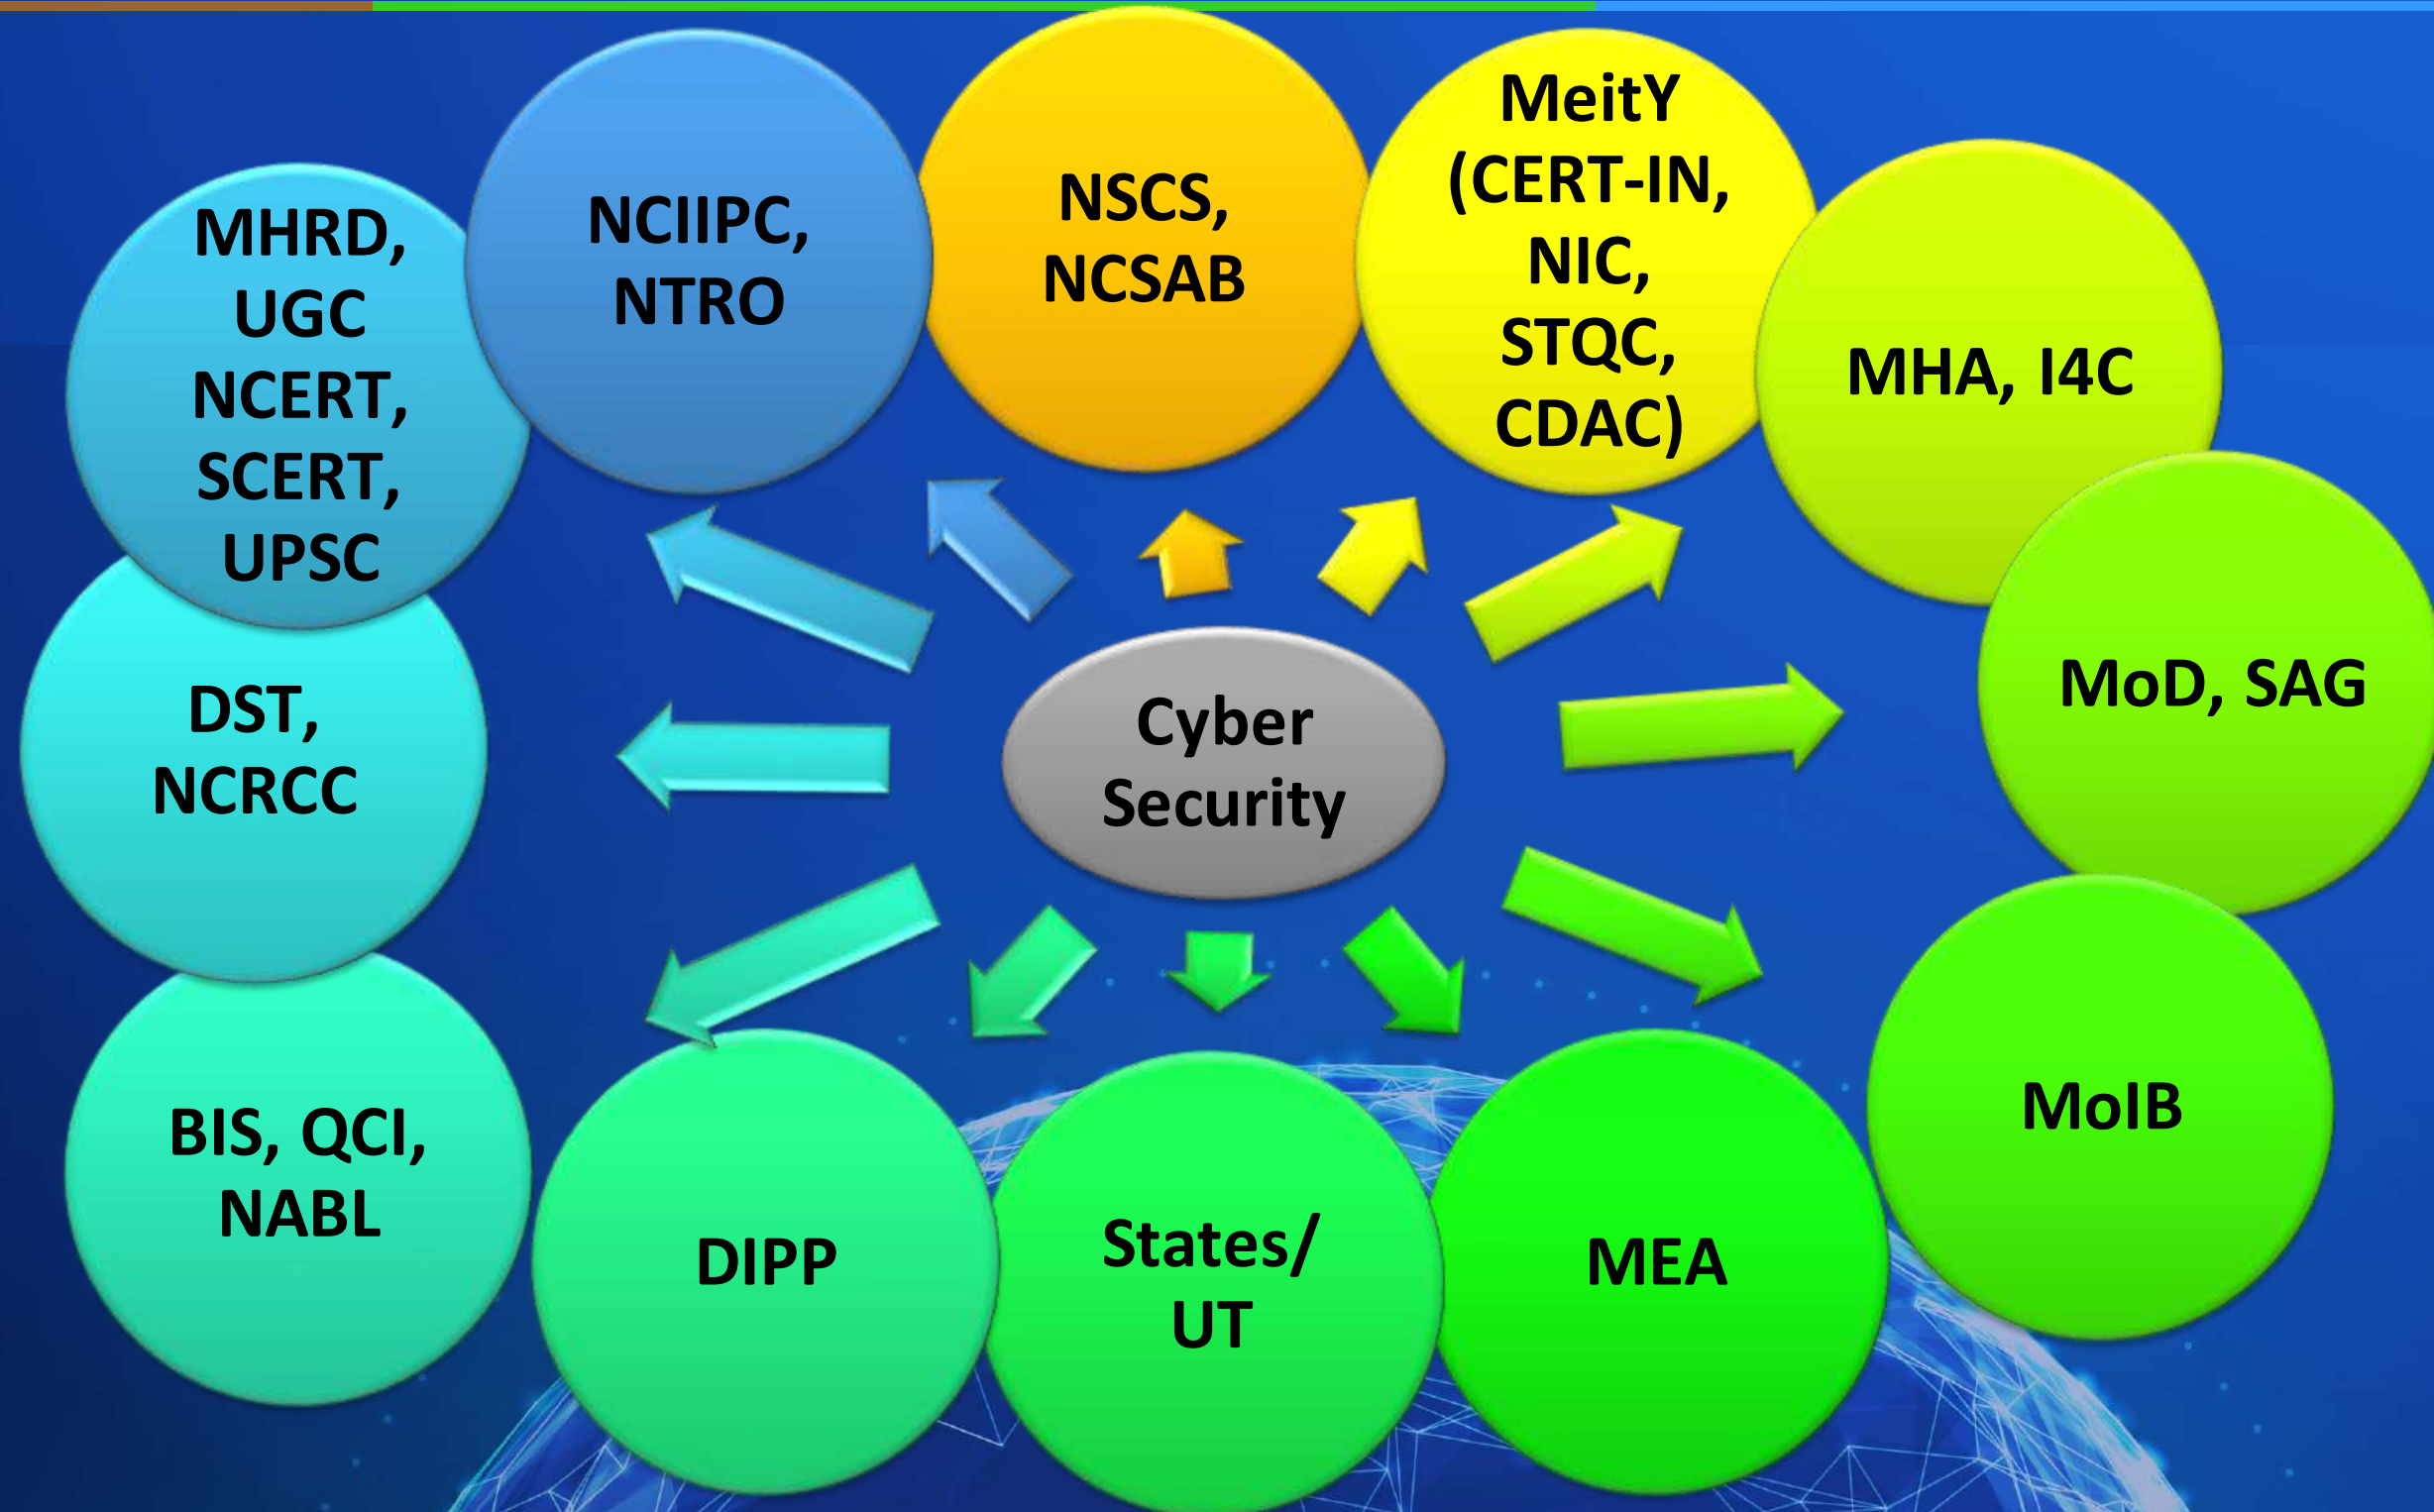 NSCS,
NCSAB
MeitY
(CERT-IN,
NIC,
STQC,
CDAC)
MHA, I4C
MoD, SAG
MoIB
MEA
States/
UT
DIPP
BIS, QCI,
NABL
DST,
NCRCC
MHRD,
UGC
NCERT,
SCERT,
UPSC
NCIIPC,
NTRO
Cyber
Security